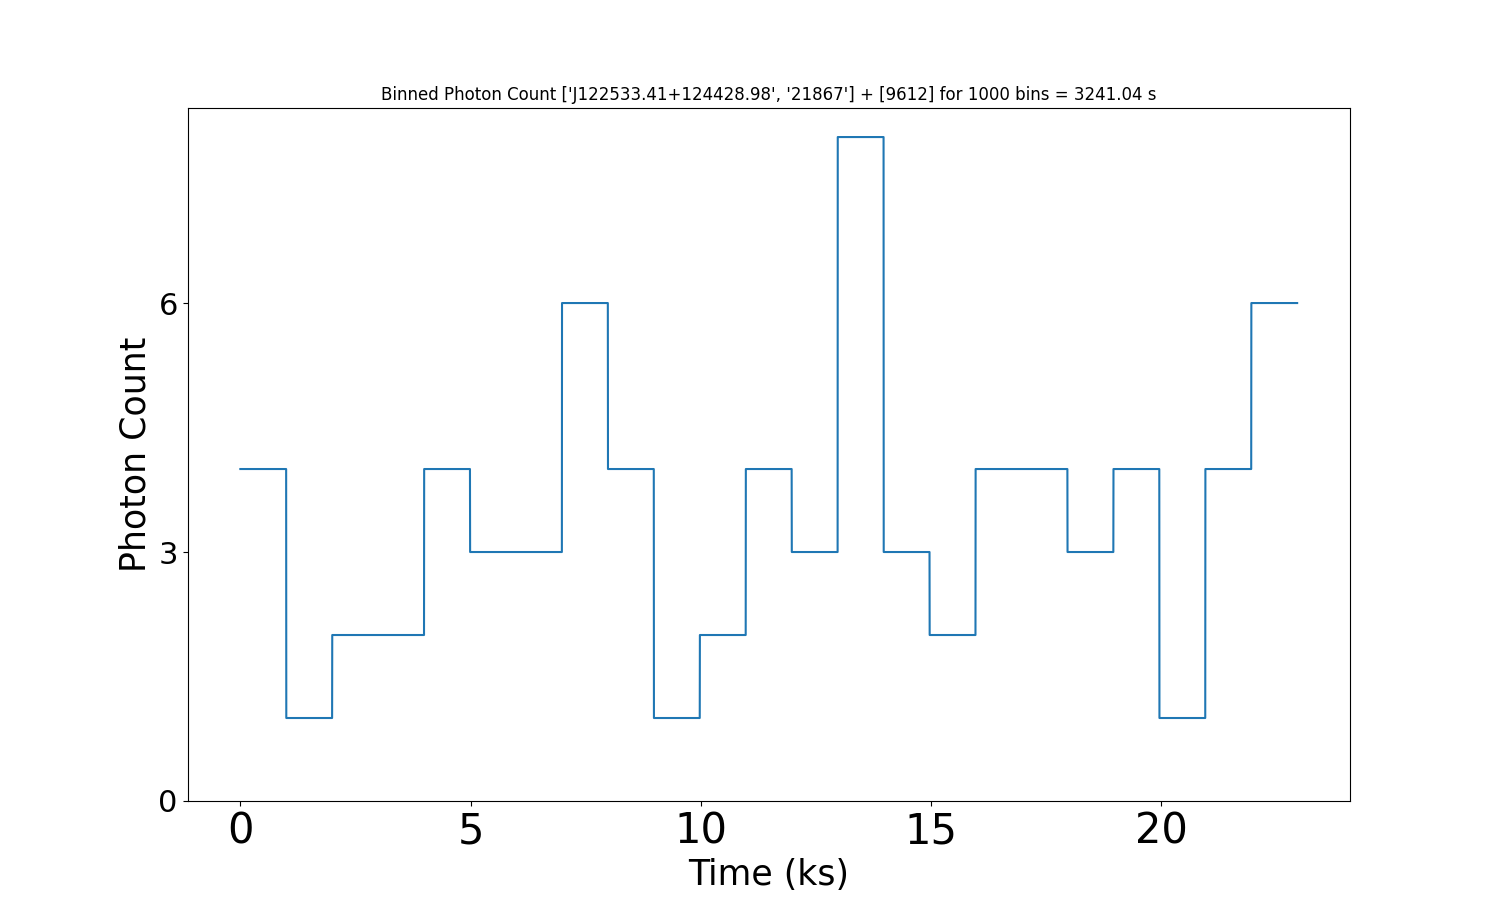 Binned Photon Count ['J122533.41+124428.98', '21867'] + [9612] for 1000 bins = 3241.04 s
Photon Count
6
3
0
0 5 10 15 20
Time (ks)